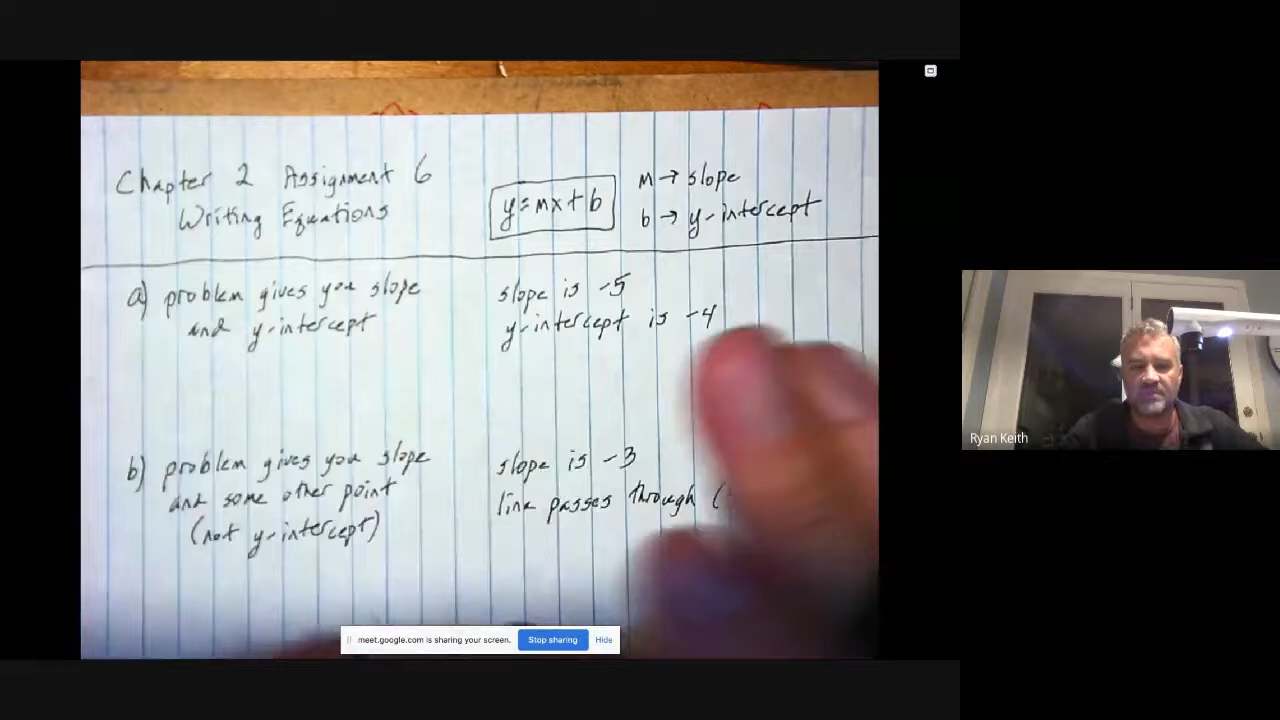 Chapter 2 Assignment 6
Writing Equations
y=mx+b
m → slope
b → y-intercept
a) problem gives you slope
and y-intercept
slope is -5
y-intercept is -4
b) problem gives you slope
and some other point
(not y-intercept)
slope is -3
line passes through (
Ryan Keith
meet.google.com is sharing your screen.
Stop sharing
Hide